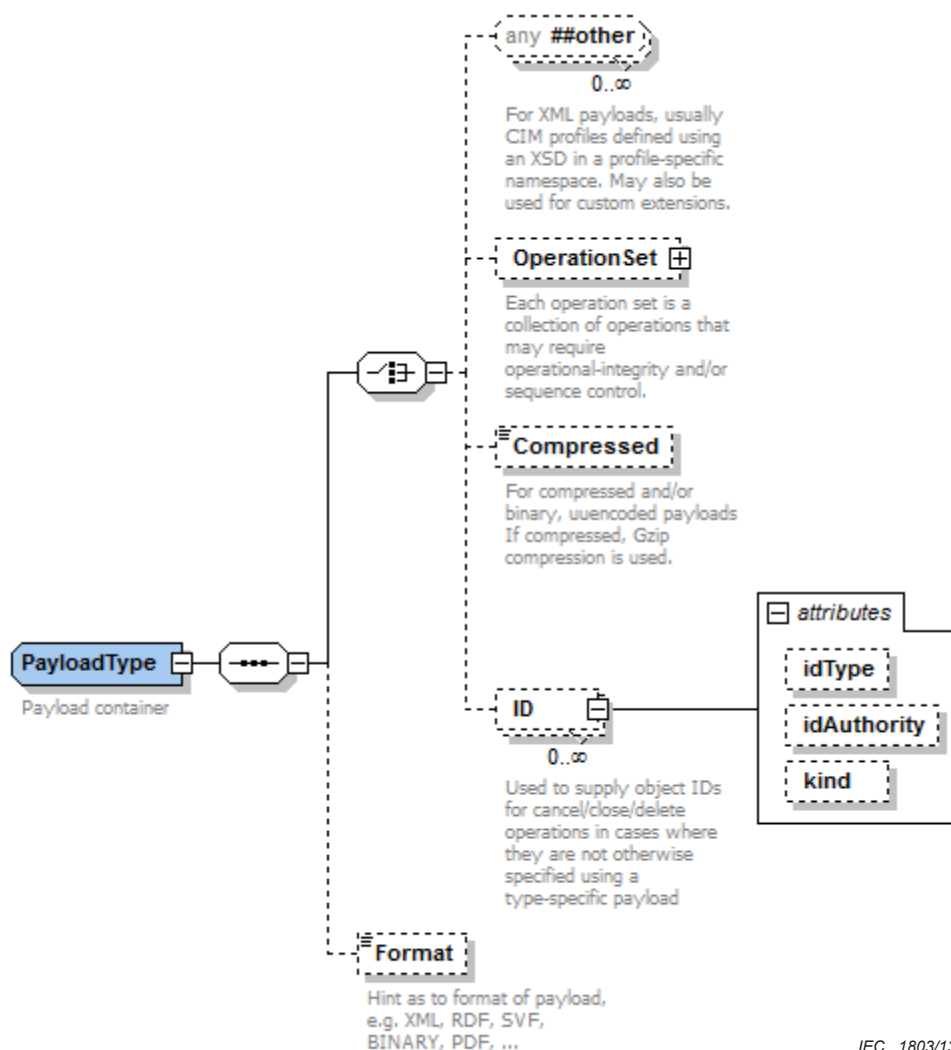 any ##other
0..∞
For XML payloads, usually
CIM profiles defined using
an XSD in a profile-specific
namespace. May also be
used for custom extensions.
OperationSet
Each operation set is a
collection of operations that
may require
operational-integrity and/or
sequence control.
Compressed
For compressed and/or
binary, uuencoded payloads
If compressed, Gzip
compression is used.
attributes
idType
idAuthority
kind
PayloadType
Payload container
ID
0..∞
Used to supply object IDs
for cancel/close/delete
operations in cases where
they are not otherwise
specified using a
type-specific payload
Format
Hint as to format of payload,
e.g. XML, RDF, SVF,
BINARY, PDF, ...
IEC 1803/13